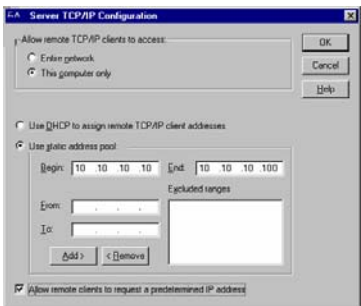 Server TCP/IP Configuration
Allow remote TCP/IP clients to access:
OK
Entire network
This computer only
Cancel
Help
Use DHCP to assign remote TCP/IP client addresses
Use static address pool:
Begin: 10 .10 .10 .10 End: 10 .10 .10 .100
Excluded ranges
From: . . .
To: . . .
Add > < Remove
Allow remote clients to request a predetermined IP address